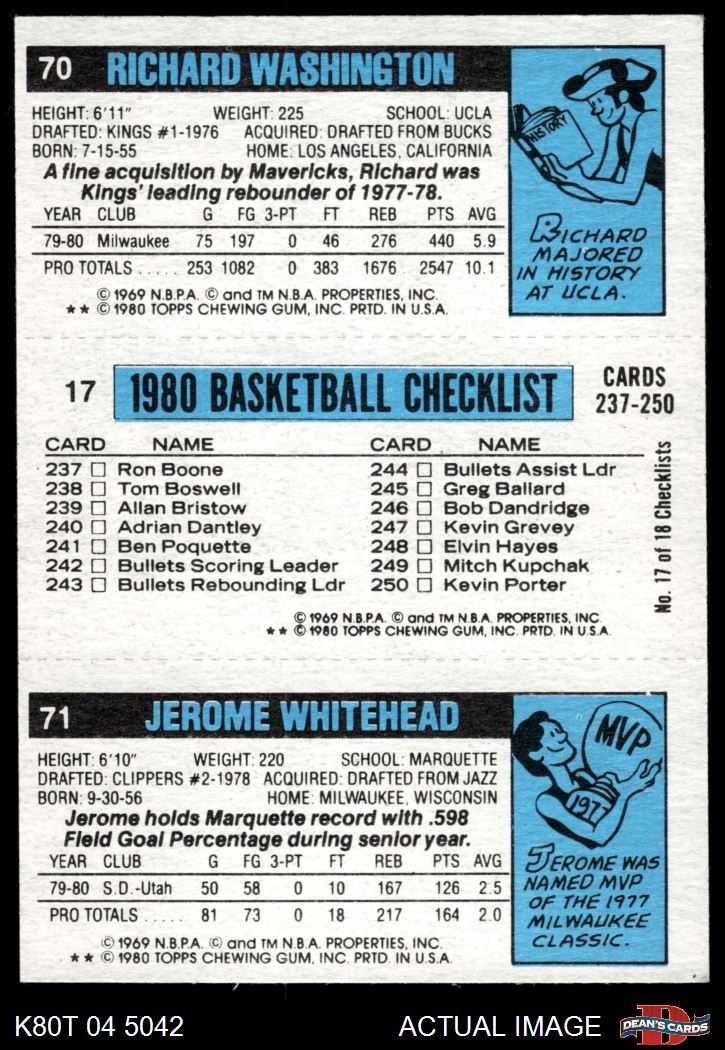 70 RICHARD WASHINGTON
HEIGHT: 6'11" WEIGHT: 225 SCHOOL: UCLA
DRAFTED: KINGS #1-1976 ACQUIRED: DRAFTED FROM BUCKS
BORN: 7-15-55 HOME: LOS ANGELES, CALIFORNIA
A fine acquisition by Mavericks, Richard was
Kings' leading rebounder of 1977-78.
YEAR CLUB G FG 3-PT FT REB PTS AVG
79-80 Milwaukee 75 197 0 46 276 440 5.9
PRO TOTALS ..... 253 1082 0 383 1676 2547 10.1
© 1969 N.B.P.A. © and TM N.B.A. PROPERTIES, INC.
★★ © 1980 TOPPS CHEWING GUM, INC. PRTD. IN U.S.A.
HISTORY
RICHARD
MAJORED
IN HISTORY
AT UCLA.
17 1980 BASKETBALL CHECKLIST CARDS
237-250
CARD NAME CARD NAME
237 □ Ron Boone 244 □ Bullets Assist Ldr
238 □ Tom Boswell 245 □ Greg Ballard
239 □ Allan Bristow 246 □ Bob Dandridge
240 □ Adrian Dantley 247 □ Kevin Grevey
241 □ Ben Poquette 248 □ Elvin Hayes
242 □ Bullets Scoring Leader 249 □ Mitch Kupchak
243 □ Bullets Rebounding Ldr 250 □ Kevin Porter
No. 17 of 18 Checklists
© 1969 N.B.P.A. © and TM N.B.A. PROPERTIES, INC.
★★ © 1980 TOPPS CHEWING GUM, INC. PRTD. IN U.S.A.
71 JEROME WHITEHEAD
HEIGHT: 6'10" WEIGHT: 220 SCHOOL: MARQUETTE
DRAFTED: CLIPPERS #2-1978 ACQUIRED: DRAFTED FROM JAZZ
BORN: 9-30-56 HOME: MILWAUKEE, WISCONSIN
Jerome holds Marquette record with .598
Field Goal Percentage during senior year.
YEAR CLUB G FG 3-PT FT REB PTS AVG
79-80 S.D.-Utah 50 58 0 10 167 126 2.5
PRO TOTALS ..... 81 73 0 18 217 164 2.0
© 1969 N.B.P.A. © and TM N.B.A. PROPERTIES, INC.
★★ © 1980 TOPPS CHEWING GUM, INC. PRTD. IN U.S.A.
MVP
1977
JEROME WAS
NAMED MVP
OF THE 1977
MILWAUKEE
CLASSIC.
K80T 04 5042 ACTUAL IMAGE D DEAN'S CARDS